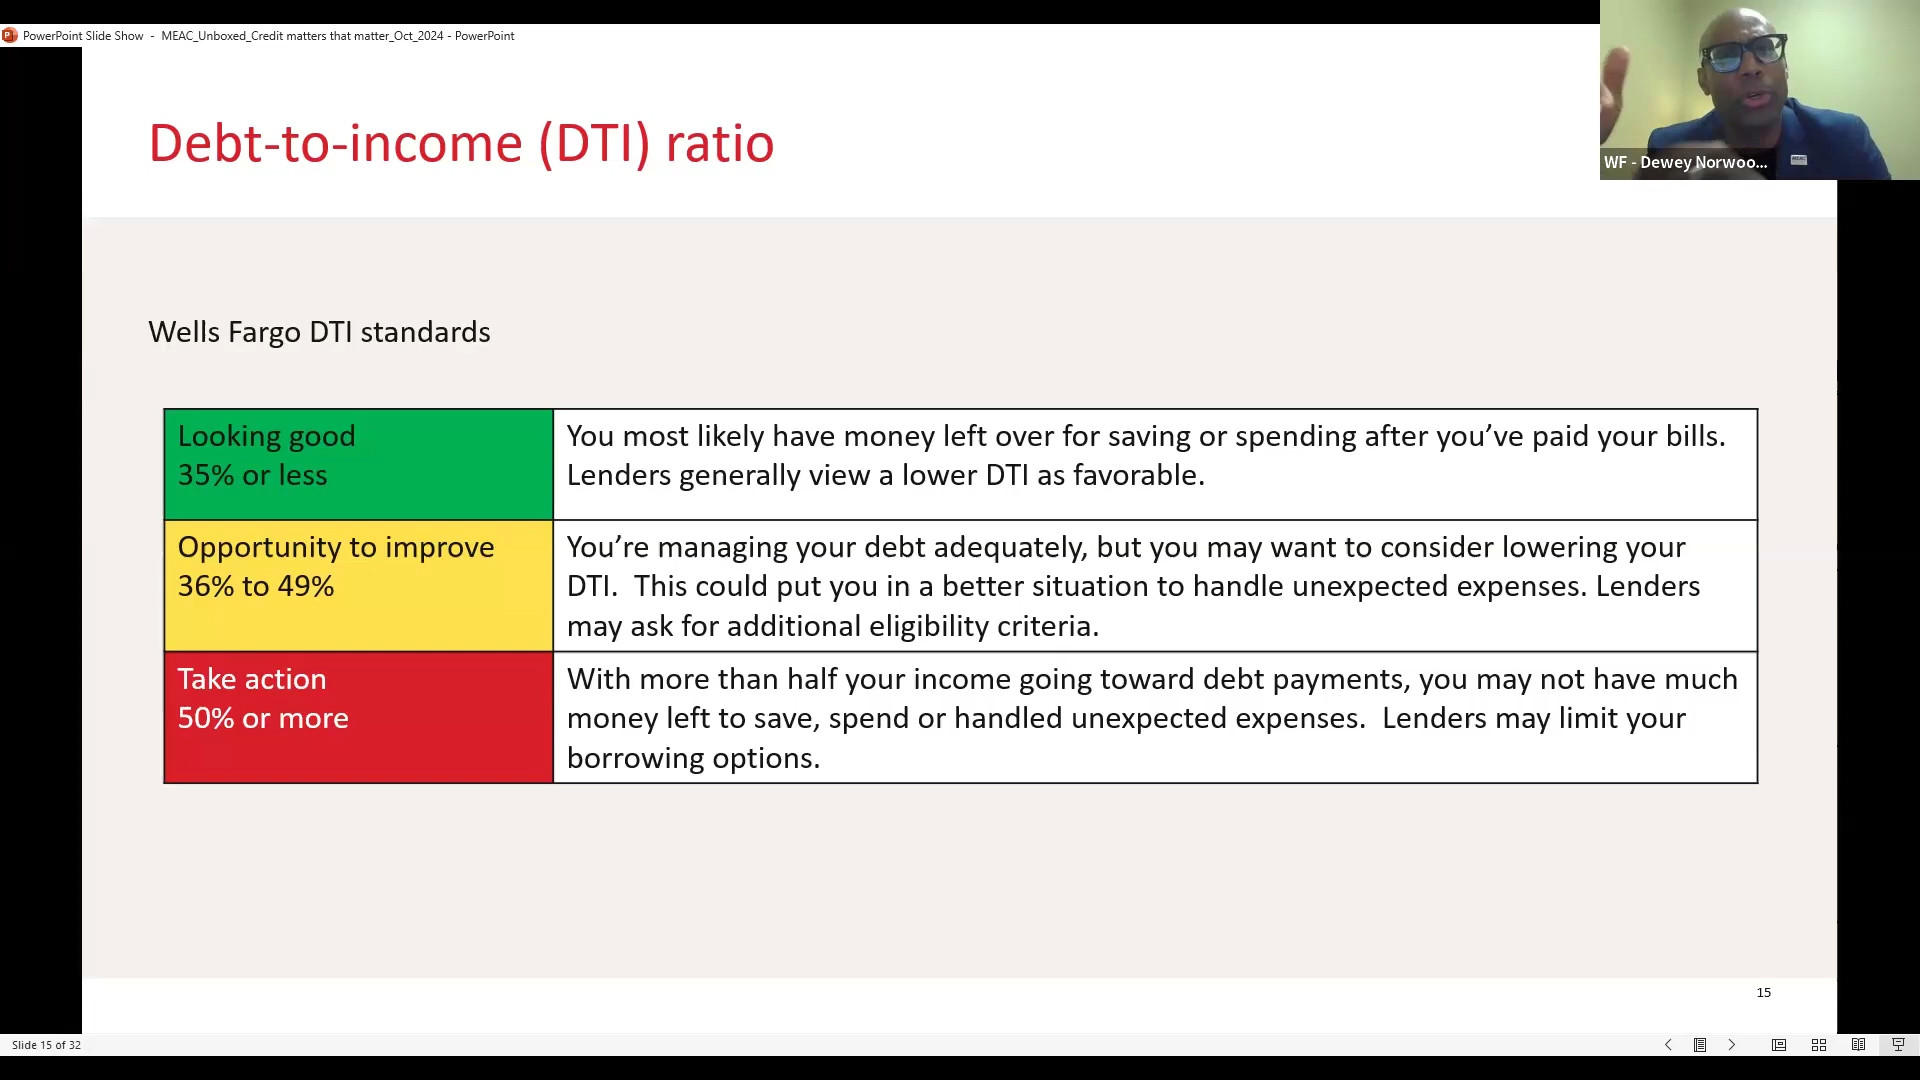 PowerPoint Slide Show - MEAC_Unboxed_Credit matters that matter_Oct_2024 - PowerPoint
WF - Dewey Norwoo...
Debt-to-income (DTI) ratio
Wells Fargo DTI standards
Looking good
35% or less
You most likely have money left over for saving or spending after you’ve paid your bills.
Lenders generally view a lower DTI as favorable.
Opportunity to improve
36% to 49%
You’re managing your debt adequately, but you may want to consider lowering your
DTI.  This could put you in a better situation to handle unexpected expenses. Lenders
may ask for additional eligibility criteria.
Take action
50% or more
With more than half your income going toward debt payments, you may not have much
money left to save, spend or handled unexpected expenses.  Lenders may limit your
borrowing options.
15
Slide 15 of 32